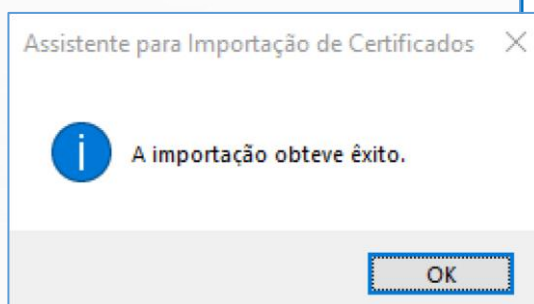 Assistente para Importação de Certificados
A importação obteve êxito.
OK